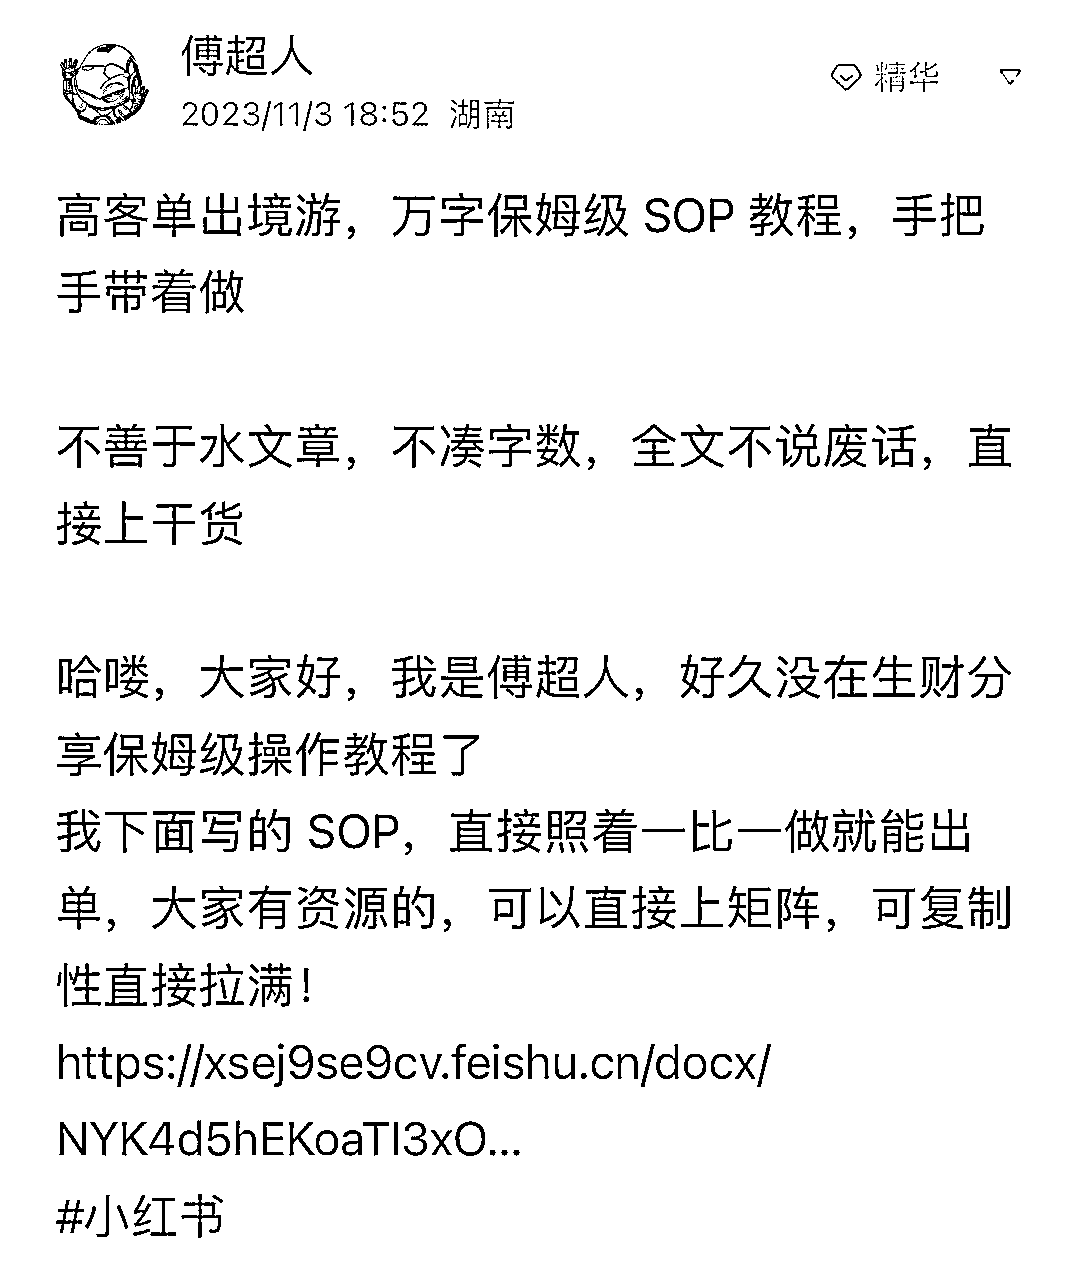 傅超人
2023/11/3 18:52 湖南
精华
高客单出境游，万字保姆级 SOP 教程，手把
手带着做
不善于水文章，不凑字数，全文不说废话，直
接上干货
哈喽，大家好，我是傅超人，好久没在生财分
享保姆级操作教程了
我下面写的 SOP，直接照着一比一做就能出
单，大家有资源的，可以直接上矩阵，可复制
性直接拉满！
https://xsej9se9cv.feishu.cn/docx/
NYK4d5hEKoaTI3xO...
#小红书